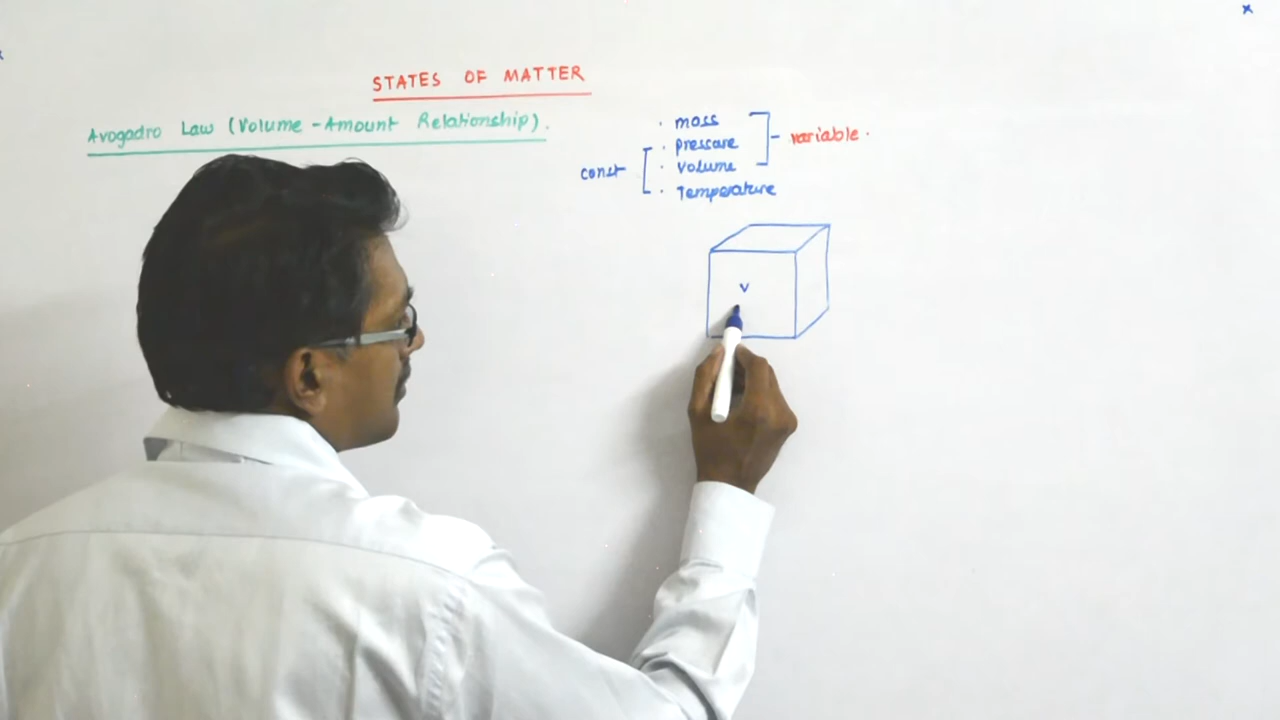 STATES OF MATTER
Avogadro Law (Volume - Amount Relationship).
· mass
· pressure
· volume
· Temperature
const
variable.
V